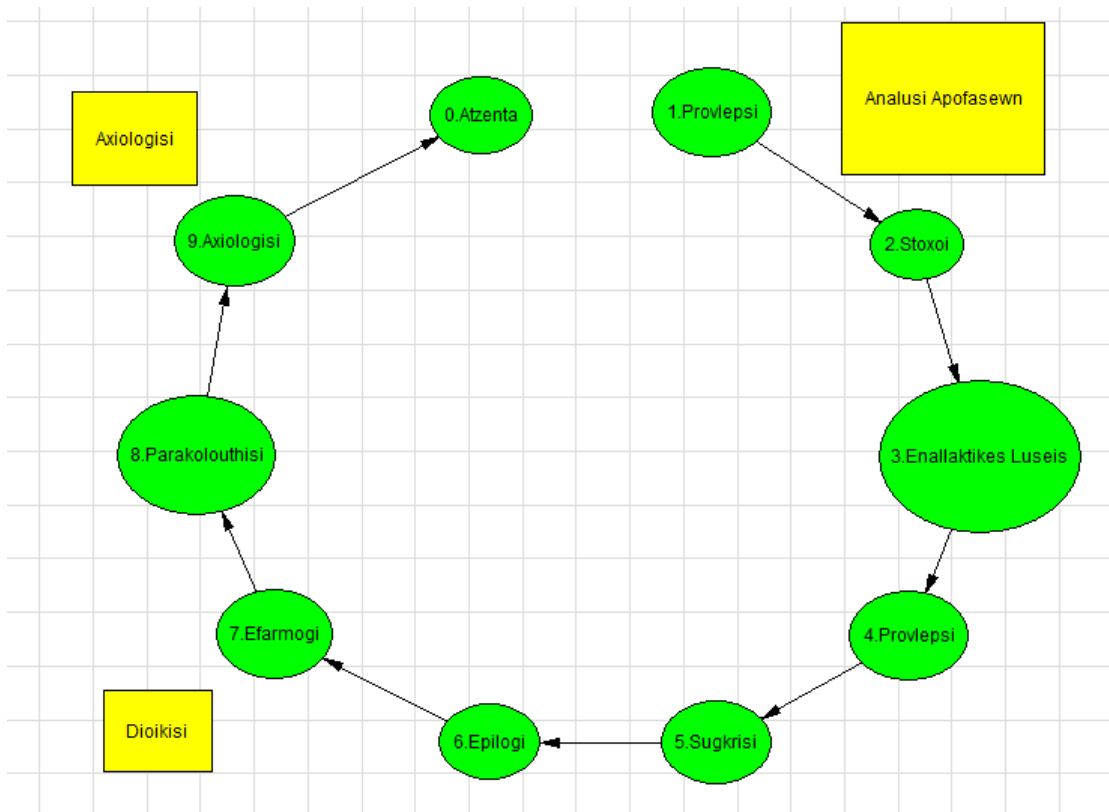 Analusi Apofasewn
Axiologisi
0.Atzenta
1.Provlepsi
2.Stoxoi
3.Enallaktikes Luseis
4.Provlepsi
5.Sugkrisi
6.Epilogi
7.Efarmogi
8.Parakolouthisi
9.Axiologisi
Dioikisi